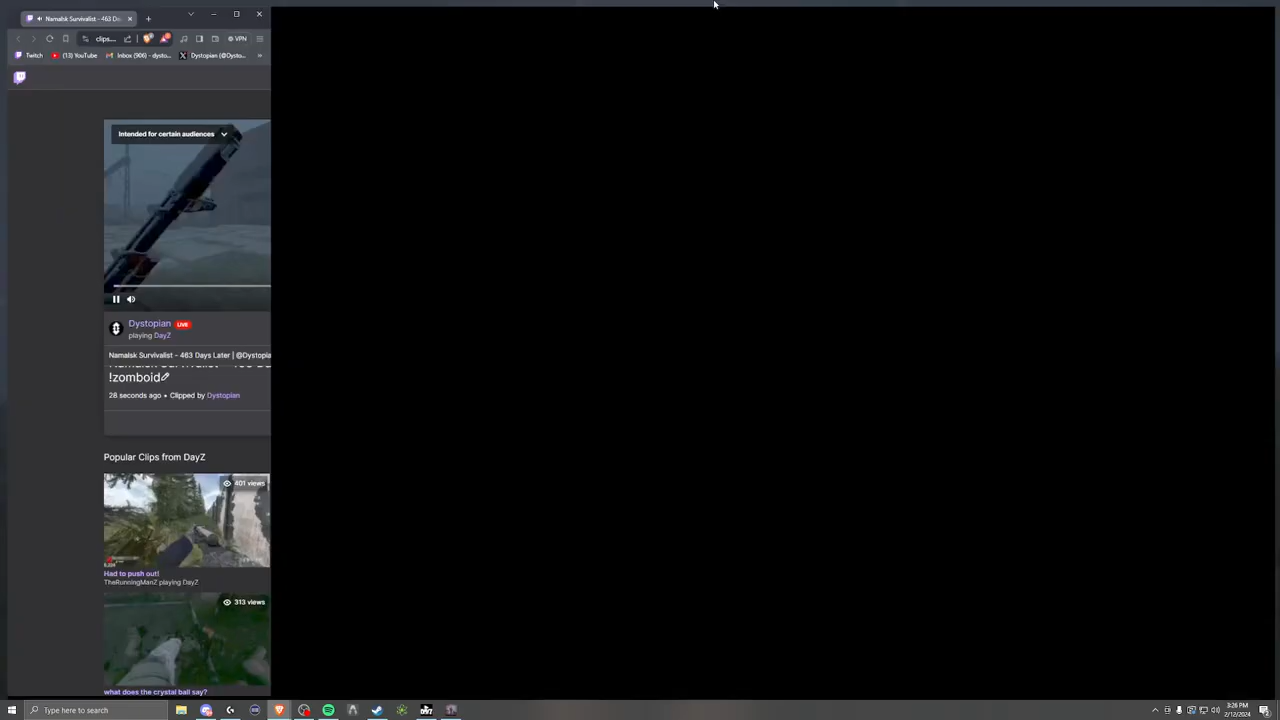 Namalsk Survivalist - 463 Da
clips....
VPN
Twitch
(13) YouTube
Inbox (906) - dysto...
Dystopian (@Dysto...
»
Intended for certain audiences
Dystopian LIVE
playing DayZ
Namalsk Survivalist - 463 Days Later | @Dystopia
!zomboid
28 seconds ago • Clipped by Dystopian
Popular Clips from DayZ
401 views
Had to push out!
TheRunningManZ playing DayZ
313 views
what does the crystal ball say?
Type here to search
3:26 PM
2/12/2024